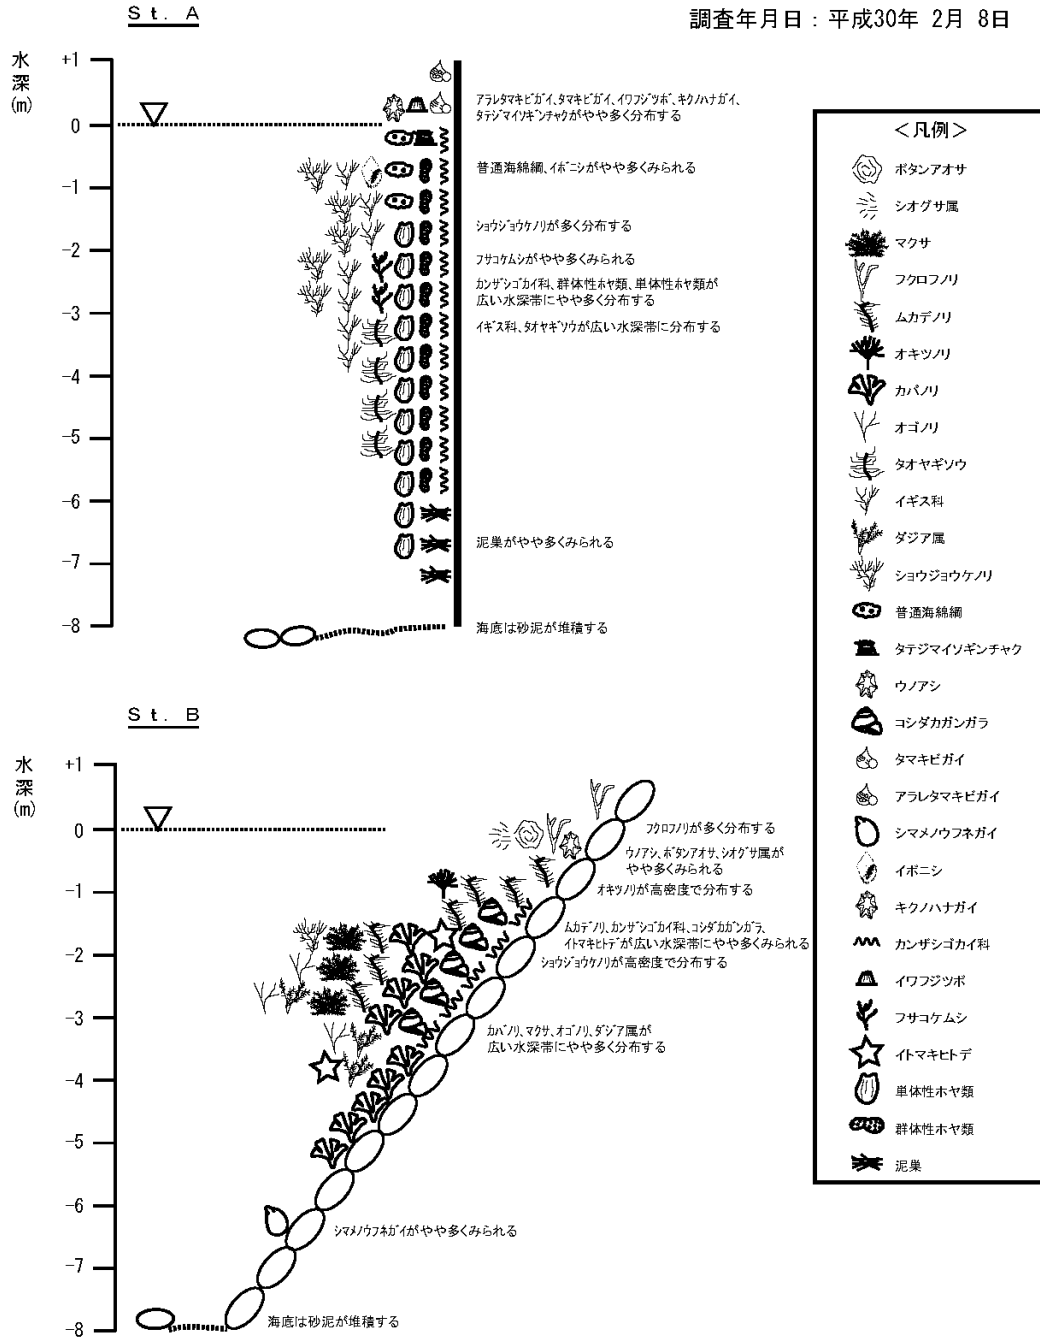 St. A
調査年月日：平成30年 2月 8日
水深(m)
+1
0
-1
-2
-3
-4
-5
-6
-7
-8
アラレタマキビガイ、タマキビガイ、イワフジツボ、キクノハナガイ、
タテジマイソギンチャクがやや多く分布する
普通海綿綱、イボニシがやや多くみられる
ショウジョウケノリが多く分布する
フサコケムシがやや多くみられる
カンザシゴカイ科、群体性ホヤ類、単体性ホヤ類が
広い水深帯にやや多く分布する
イギス科、タオヤギソウが広い水深帯に分布する
泥巣がやや多くみられる
海底は砂泥が堆積する
St. B
水深(m)
+1
0
-1
-2
-3
-4
-5
-6
-7
-8
フクロフノリが多く分布する
ウノアシ、ボタンアオサ、シオグサ属が
やや多くみられる
オキツノリが高密度で分布する
ムカデノリ、カンザシゴカイ科、コシダカガンガラ、
イトマキヒトデが広い水深帯にやや多くみられる
ショウジョウケノリが高密度で分布する
カバノリ、マクサ、オゴノリ、ダジア属が
広い水深帯にやや多く分布する
シマメノウフネガイがやや多くみられる
海底は砂泥が堆積する
＜凡例＞
ボタンアオサ
シオグサ属
マクサ
フクロフノリ
ムカデノリ
オキツノリ
カバノリ
オゴノリ
タオヤギソウ
イギス科
ダジア属
ショウジョウケノリ
普通海綿綱
タテジマイソギンチャク
ウノアシ
コシダカガンガラ
タマキビガイ
アラレタマキビガイ
シマメノウフネガイ
イボニシ
キクノハナガイ
カンザシゴカイ科
イワフジツボ
フサコケムシ
イトマキヒトデ
単体性ホヤ類
群体性ホヤ類
泥巣